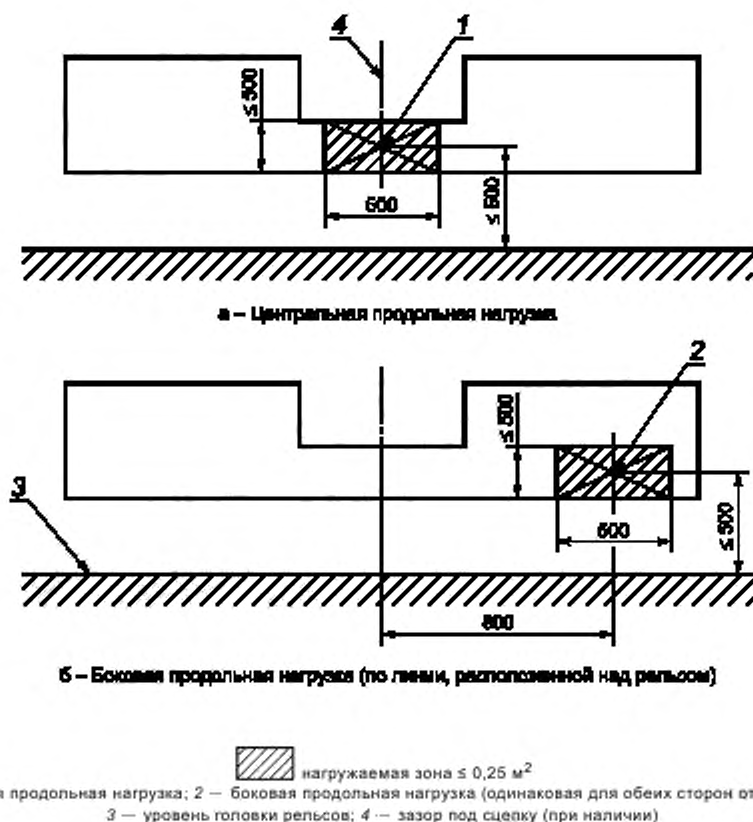 4
1
≤ 500
500
≤ 500
а – Центральная продольная нагрузка
2
≤ 500
3
500
≤ 500
800
б – Боковая продольная нагрузка (по линии, расположенной над рельсом)
нагружаемая зона ≤ 0,25 м²
я продольная нагрузка; 2 — боковая продольная нагрузка (одинаковая для обеих сторон от
3 — уровень головки рельсов; 4 — зазор под сцепку (при наличии)